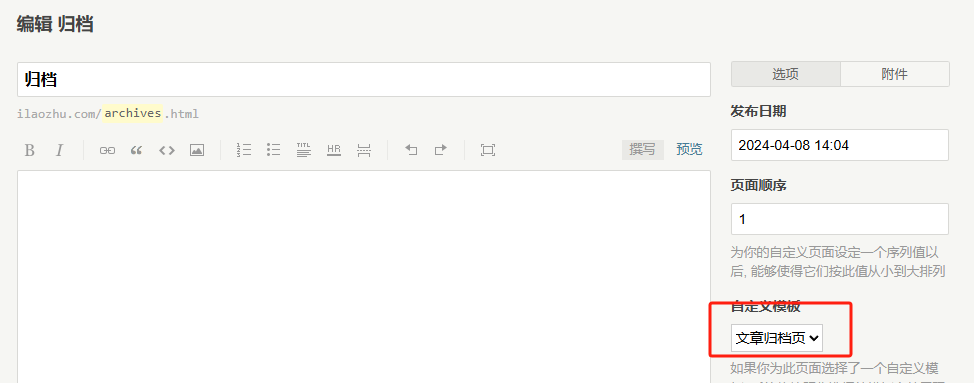 编辑 归档
归档
ilaozhu.com/archives.html
B I TITL HR 撰写 预览
选项 附件
发布日期
2024-04-08 14:04
页面顺序
1
为你的自定义页面设定一个序列值以
后, 能够使得它们按此值从小到大排列
自定义模板
文章归档页
如果你为此页面选择了一个自定义模